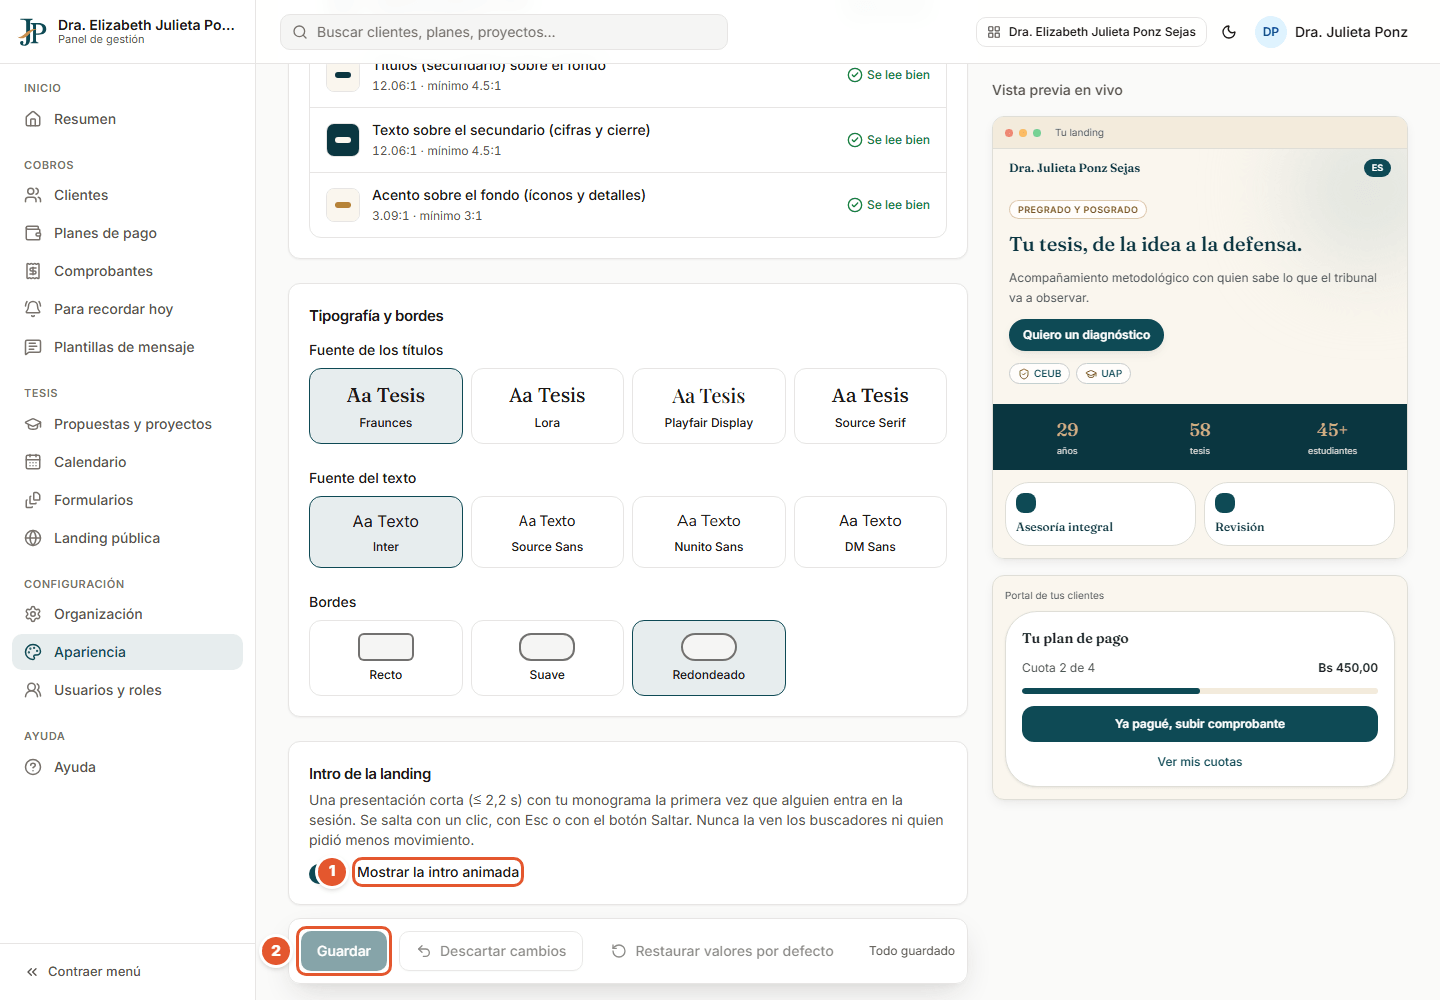 JP
Dra. Elizabeth Julieta Po...
Panel de gestión
Buscar clientes, planes, proyectos...
Dra. Elizabeth Julieta Ponz Sejas
DP
Dra. Julieta Ponz
INICIO
Resumen
COBROS
Clientes
Planes de pago
Comprobantes
Para recordar hoy
Plantillas de mensaje
TESIS
Propuestas y proyectos
Calendario
Formularios
Landing pública
CONFIGURACIÓN
Organización
Apariencia
Usuarios y roles
AYUDA
Ayuda
Contraer menú
Títulos (secundario) sobre el fondo
12.06:1 · mínimo 4.5:1
Se lee bien
Texto sobre el secundario (cifras y cierre)
12.06:1 · mínimo 4.5:1
Se lee bien
Acento sobre el fondo (íconos y detalles)
3.09:1 · mínimo 3:1
Se lee bien
Tipografía y bordes
Fuente de los títulos
Aa Tesis
Fraunces
Aa Tesis
Lora
Aa Tesis
Playfair Display
Aa Tesis
Source Serif
Fuente del texto
Aa Texto
Inter
Aa Texto
Source Sans
Aa Texto
Nunito Sans
Aa Texto
DM Sans
Bordes
Recto
Suave
Redondeado
Intro de la landing
Una presentación corta (≤ 2,2 s) con tu monograma la primera vez que alguien entra en la
sesión. Se salta con un clic, con Esc o con el botón Saltar. Nunca la ven los buscadores ni quien
pidió menos movimiento.
1
Mostrar la intro animada
2
Guardar
Descartar cambios
Restaurar valores por defecto
Todo guardado
Vista previa en vivo
Tu landing
Dra. Julieta Ponz Sejas
ES
PREGRADO Y POSGRADO
Tu tesis, de la idea a la defensa.
Acompañamiento metodológico con quien sabe lo que el tribunal
va a observar.
Quiero un diagnóstico
CEUB
UAP
29
años
58
tesis
45+
estudiantes
Asesoría integral
Revisión
Portal de tus clientes
Tu plan de pago
Cuota 2 de 4
Bs 450,00
Ya pagué, subir comprobante
Ver mis cuotas